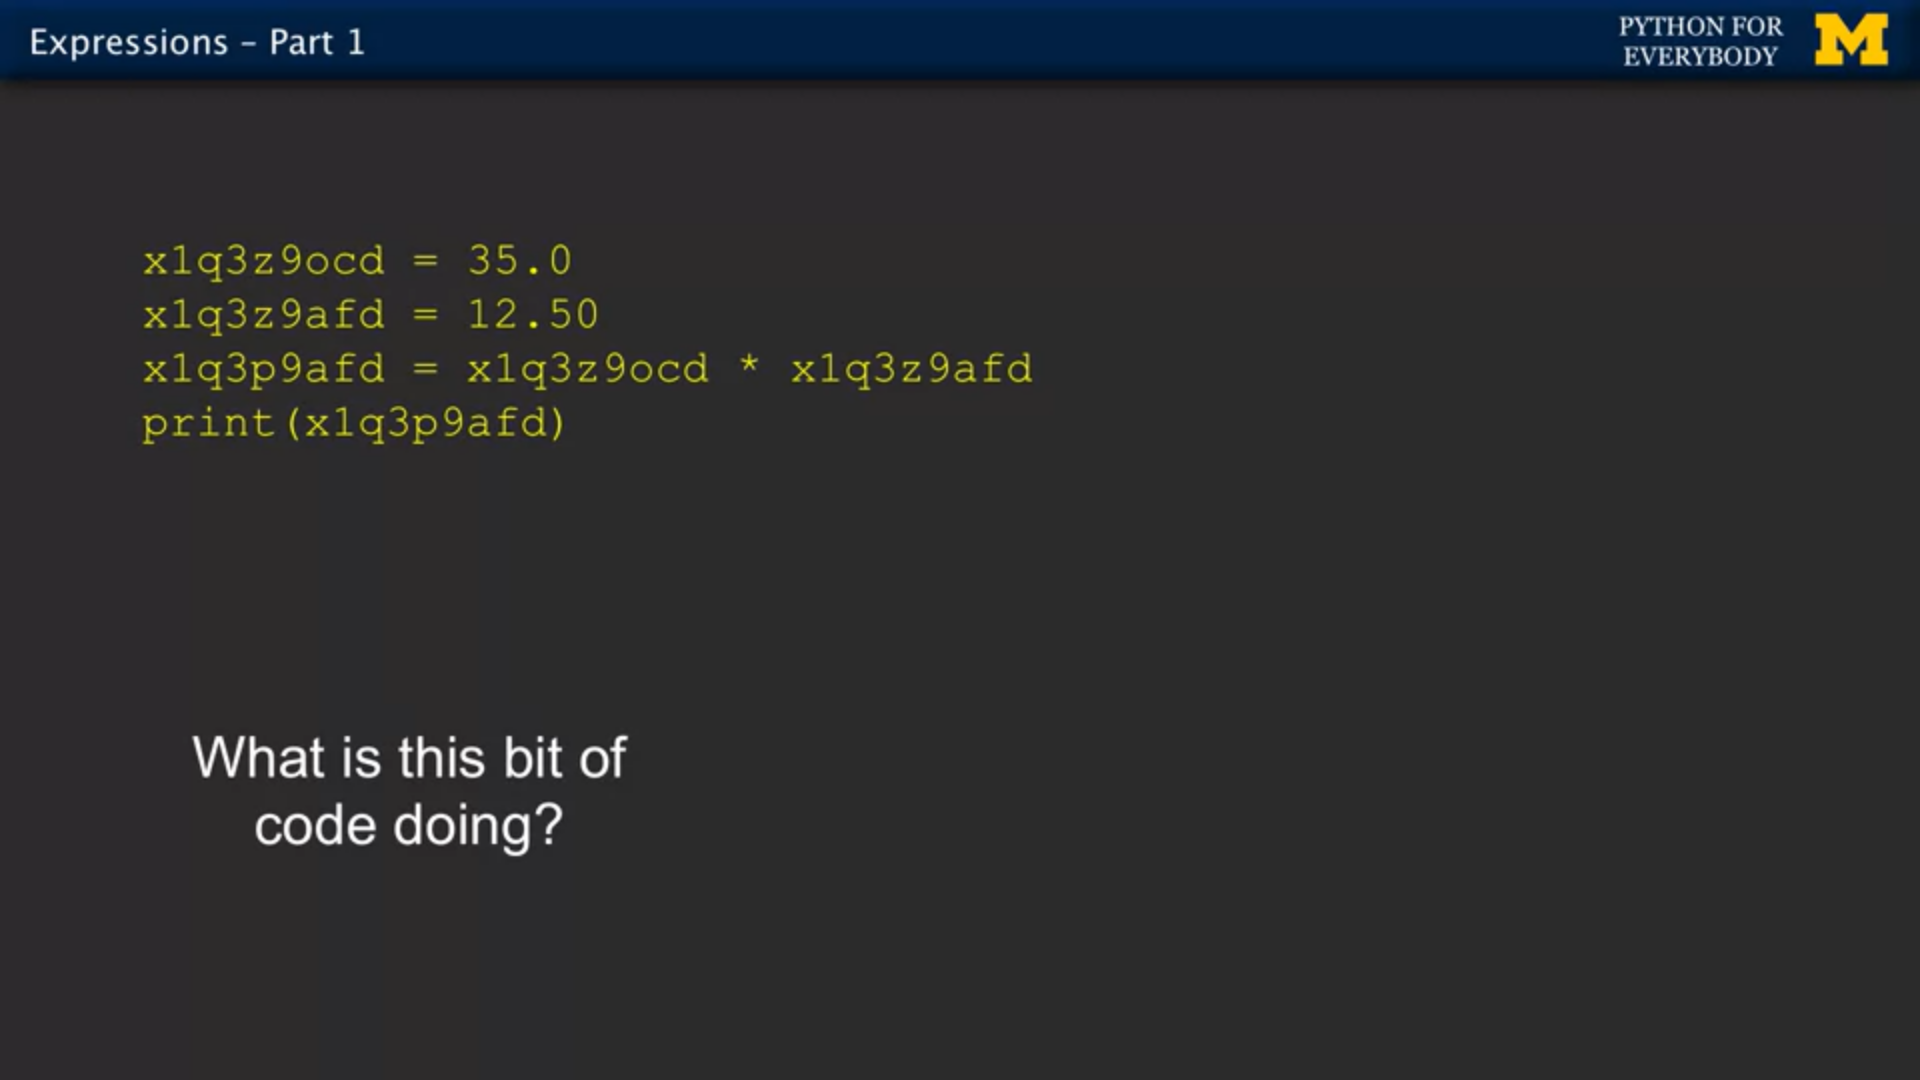 Expressions – Part 1
PYTHON FOR
EVERYBODY
M
x1q3z9ocd = 35.0
x1q3z9afd = 12.50
x1q3p9afd = x1q3z9ocd * x1q3z9afd
print(x1q3p9afd)
What is this bit of
code doing?